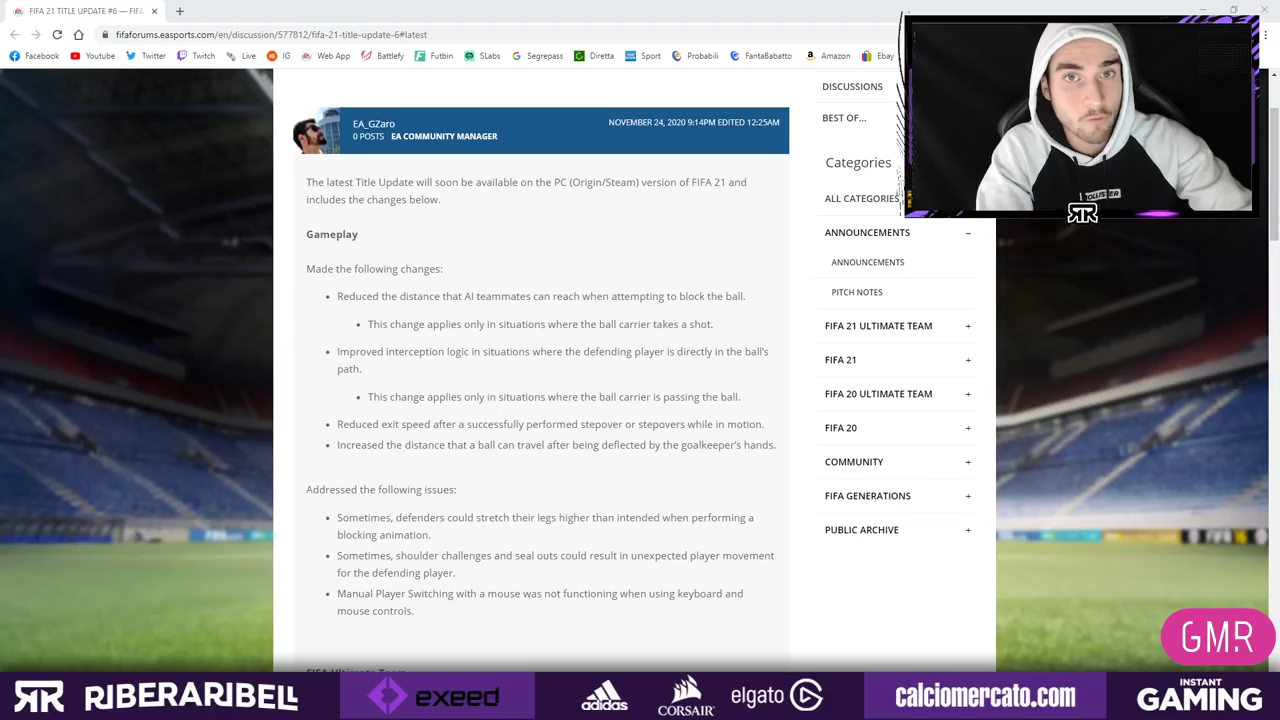 FIFA 21 TITLE UPDATE #6 — FIFA
fifaforums.easports.com/en/discussion/577812/fifa-21-title-update-6#latest
Facebook Youtube Twitter Twitch Live IG Web App Battlefy Futbin SLabs Segrepass Diretta Sport Probabili FantaBabatto Amazon Ebay
EA_GZaro
0 POSTS EA COMMUNITY MANAGER
NOVEMBER 24, 2020 9:14PM EDITED 12:25AM
The latest Title Update will soon be available on the PC (Origin/Steam) version of FIFA 21 and
includes the changes below.
Gameplay
Made the following changes:
• Reduced the distance that AI teammates can reach when attempting to block the ball.
• This change applies only in situations where the ball carrier takes a shot.
• Improved interception logic in situations where the defending player is directly in the ball's
path.
• This change applies only in situations where the ball carrier is passing the ball.
• Reduced exit speed after a successfully performed stepover or stepovers while in motion.
• Increased the distance that a ball can travel after being deflected by the goalkeeper's hands.
Addressed the following issues:
• Sometimes, defenders could stretch their legs higher than intended when performing a
blocking animation.
• Sometimes, shoulder challenges and seal outs could result in unexpected player movement
for the defending player.
• Manual Player Switching with a mouse was not functioning when using keyboard and
mouse controls.
FIFA Ultimate Team
DISCUSSIONS
BEST OF...
Categories
ALL CATEGORIES
ANNOUNCEMENTS –
ANNOUNCEMENTS
PITCH NOTES
FIFA 21 ULTIMATE TEAM +
FIFA 21 +
FIFA 20 ULTIMATE TEAM +
FIFA 20 +
COMMUNITY +
FIFA GENERATIONS +
PUBLIC ARCHIVE +
HOLLISTER
RR
GMR
RR RIBERARIBELL
exeed
adidas
CORSAIR
elgato
calciomercato.com
INSTANT
GAMING